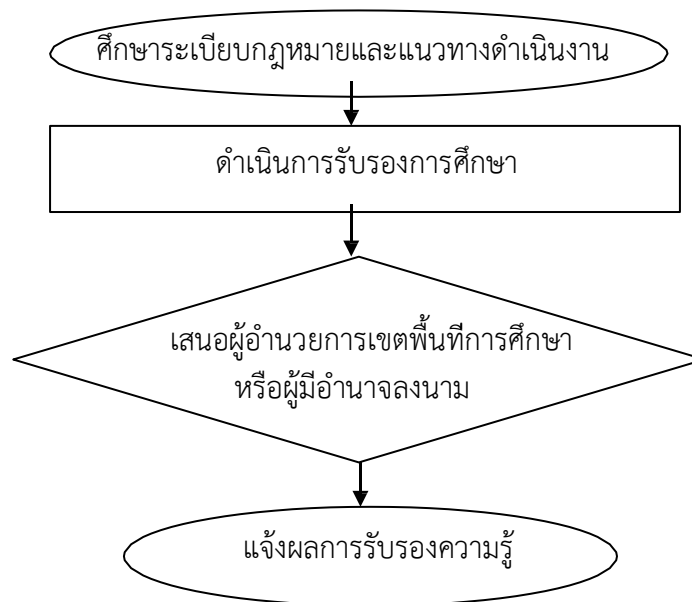 ศึกษาระเบียบกฎหมายและแนวทางดำเนินงาน
ดำเนินการรับรองการศึกษา
เสนอผู้อำนวยการเขตพื้นที่การศึกษา
หรือผู้มีอำนาจลงนาม
แจ้งผลการรับรองความรู้